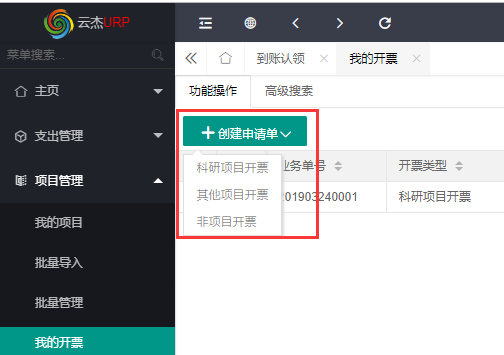 云杰URP
菜单搜索...
主页
支出管理
项目管理
我的项目
批量导入
批量管理
我的开票
到账认领
我的开票
功能操作 高级搜索
创建申请单
科研项目开票
其他项目开票
非项目开票
业务单号 开票类型
201903240001 科研项目开票